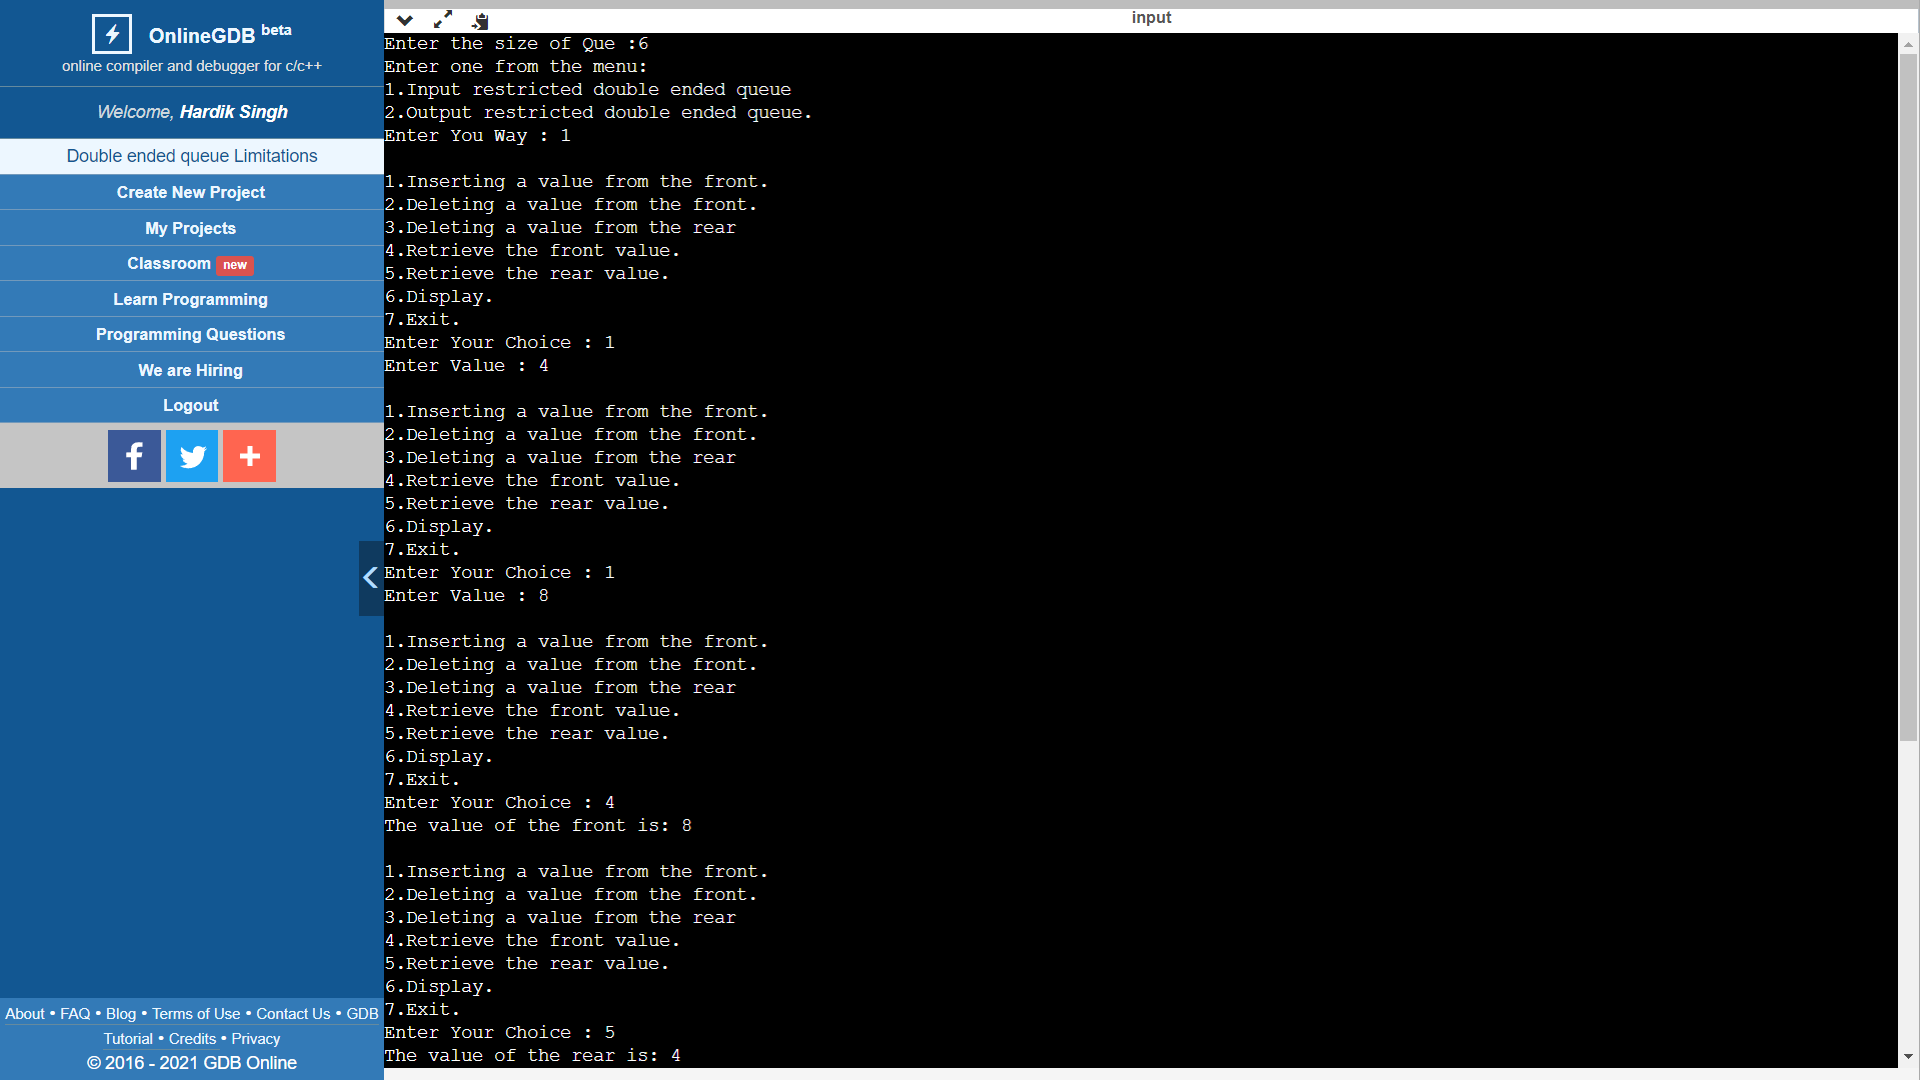 OnlineGDB beta
online compiler and debugger for c/c++
Welcome, Hardik Singh
Double ended queue Limitations
Create New Project
My Projects
Classroom new
Learn Programming
Programming Questions
We are Hiring
Logout
About • FAQ • Blog • Terms of Use • Contact Us • GDB
Tutorial • Credits • Privacy
© 2016 - 2021 GDB Online
input
Enter the size of Que :6
Enter one from the menu:
1.Input restricted double ended queue
2.Output restricted double ended queue.
Enter You Way : 1
1.Inserting a value from the front.
2.Deleting a value from the front.
3.Deleting a value from the rear
4.Retrieve the front value.
5.Retrieve the rear value.
6.Display.
7.Exit.
Enter Your Choice : 1
Enter Value : 4
1.Inserting a value from the front.
2.Deleting a value from the front.
3.Deleting a value from the rear
4.Retrieve the front value.
5.Retrieve the rear value.
6.Display.
7.Exit.
Enter Your Choice : 1
Enter Value : 8
1.Inserting a value from the front.
2.Deleting a value from the front.
3.Deleting a value from the rear
4.Retrieve the front value.
5.Retrieve the rear value.
6.Display.
7.Exit.
Enter Your Choice : 4
The value of the front is: 8
1.Inserting a value from the front.
2.Deleting a value from the front.
3.Deleting a value from the rear
4.Retrieve the front value.
5.Retrieve the rear value.
6.Display.
7.Exit.
Enter Your Choice : 5
The value of the rear is: 4